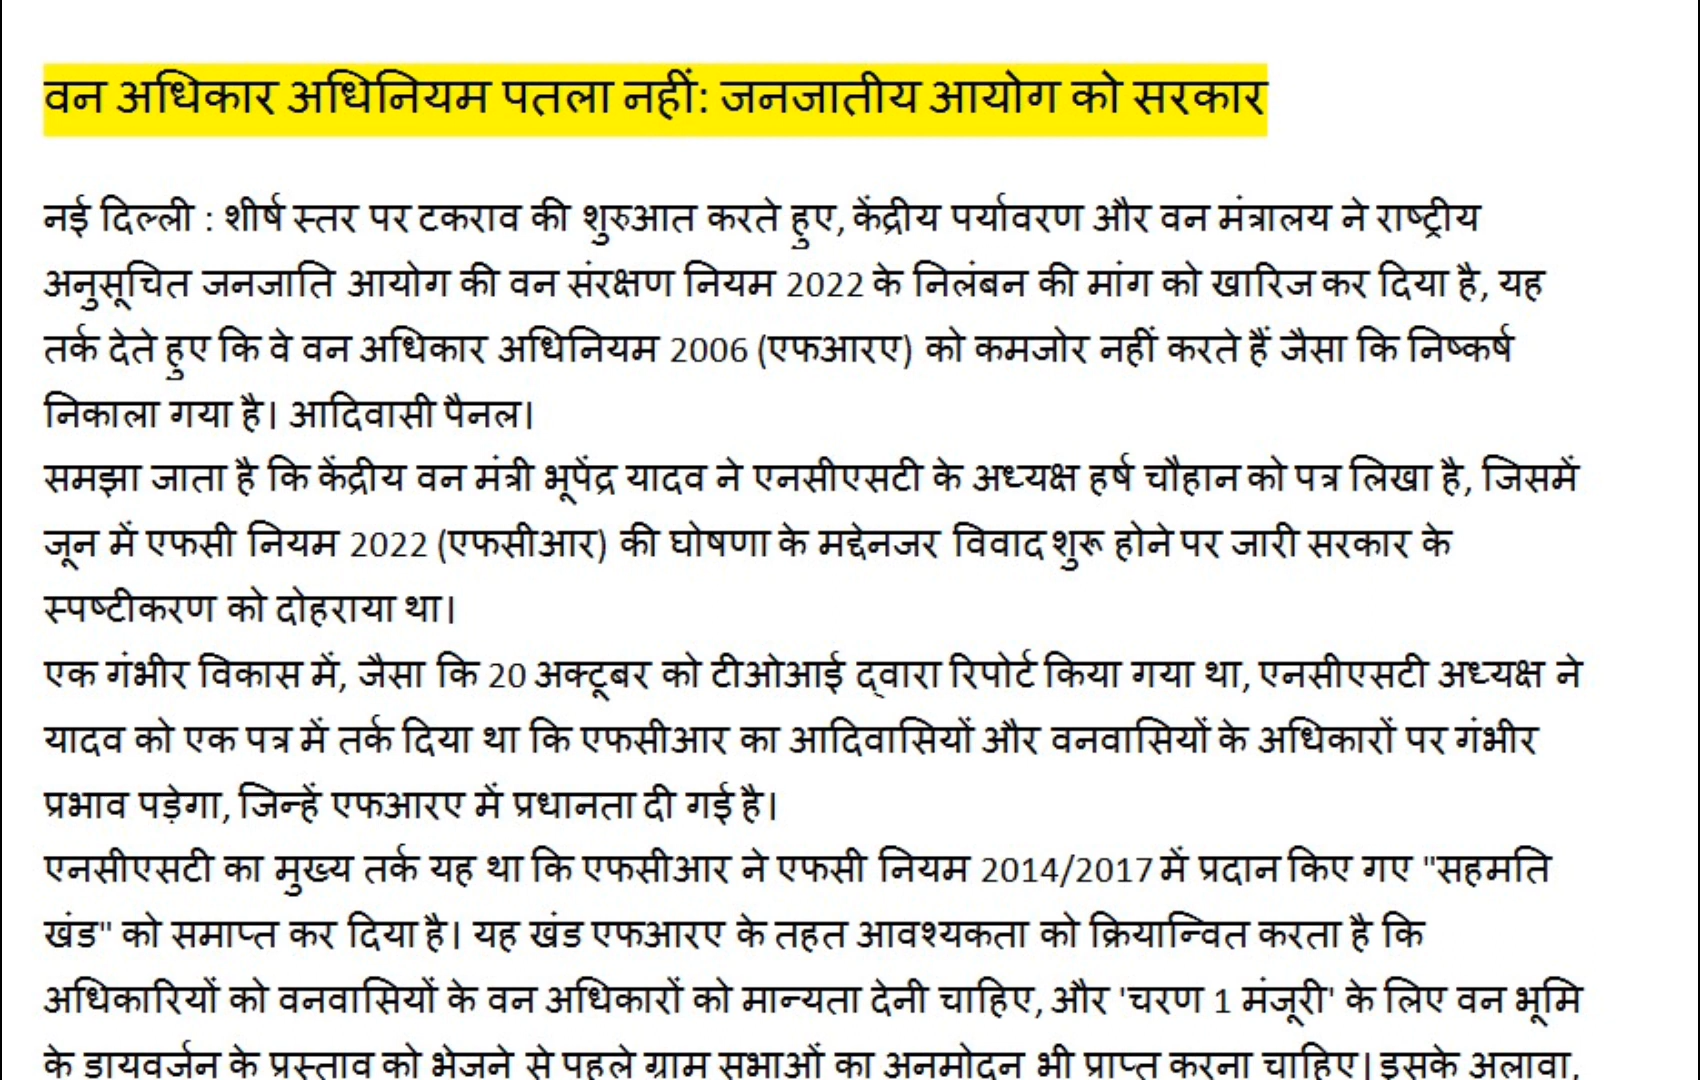 वन अधिकार अधिनियम पतला नहीं: जनजातीय आयोग को सरकार
नई दिल्ली : शीर्ष स्तर पर टकराव की शुरुआत करते हुए, केंद्रीय पर्यावरण और वन मंत्रालय ने राष्ट्रीय
अनुसूचित जनजाति आयोग की वन संरक्षण नियम 2022 के निलंबन की मांग को खारिज कर दिया है, यह
तर्क देते हुए कि वे वन अधिकार अधिनियम 2006 (एफआरए) को कमजोर नहीं करते हैं जैसा कि निष्कर्ष
निकाला गया है। आदिवासी पैनल।
समझा जाता है कि केंद्रीय वन मंत्री भूपेंद्र यादव ने एनसीएसटी के अध्यक्ष हर्ष चौहान को पत्र लिखा है, जिसमें
जून में एफसी नियम 2022 (एफसीआर) की घोषणा के मद्देनजर विवाद शुरू होने पर जारी सरकार के
स्पष्टीकरण को दोहराया था।
एक गंभीर विकास में, जैसा कि 20 अक्टूबर को टीओआई द्वारा रिपोर्ट किया गया था, एनसीएसटी अध्यक्ष ने
यादव को एक पत्र में तर्क दिया था कि एफसीआर का आदिवासियों और वनवासियों के अधिकारों पर गंभीर
प्रभाव पड़ेगा, जिन्हें एफआरए में प्रधानता दी गई है।
एनसीएसटी का मुख्य तर्क यह था कि एफसीआर ने एफसी नियम 2014/2017 में प्रदान किए गए "सहमति
खंड" को समाप्त कर दिया है। यह खंड एफआरए के तहत आवश्यकता को क्रियान्वित करता है कि
अधिकारियों को वनवासियों के वन अधिकारों को मान्यता देनी चाहिए, और 'चरण 1 मंजूरी' के लिए वन भूमि
के डायवर्जन के प्रस्ताव को भेजने से पहले ग्राम सभाओं का अनुमोदन भी प्राप्त करना चाहिए। इसके अलावा,